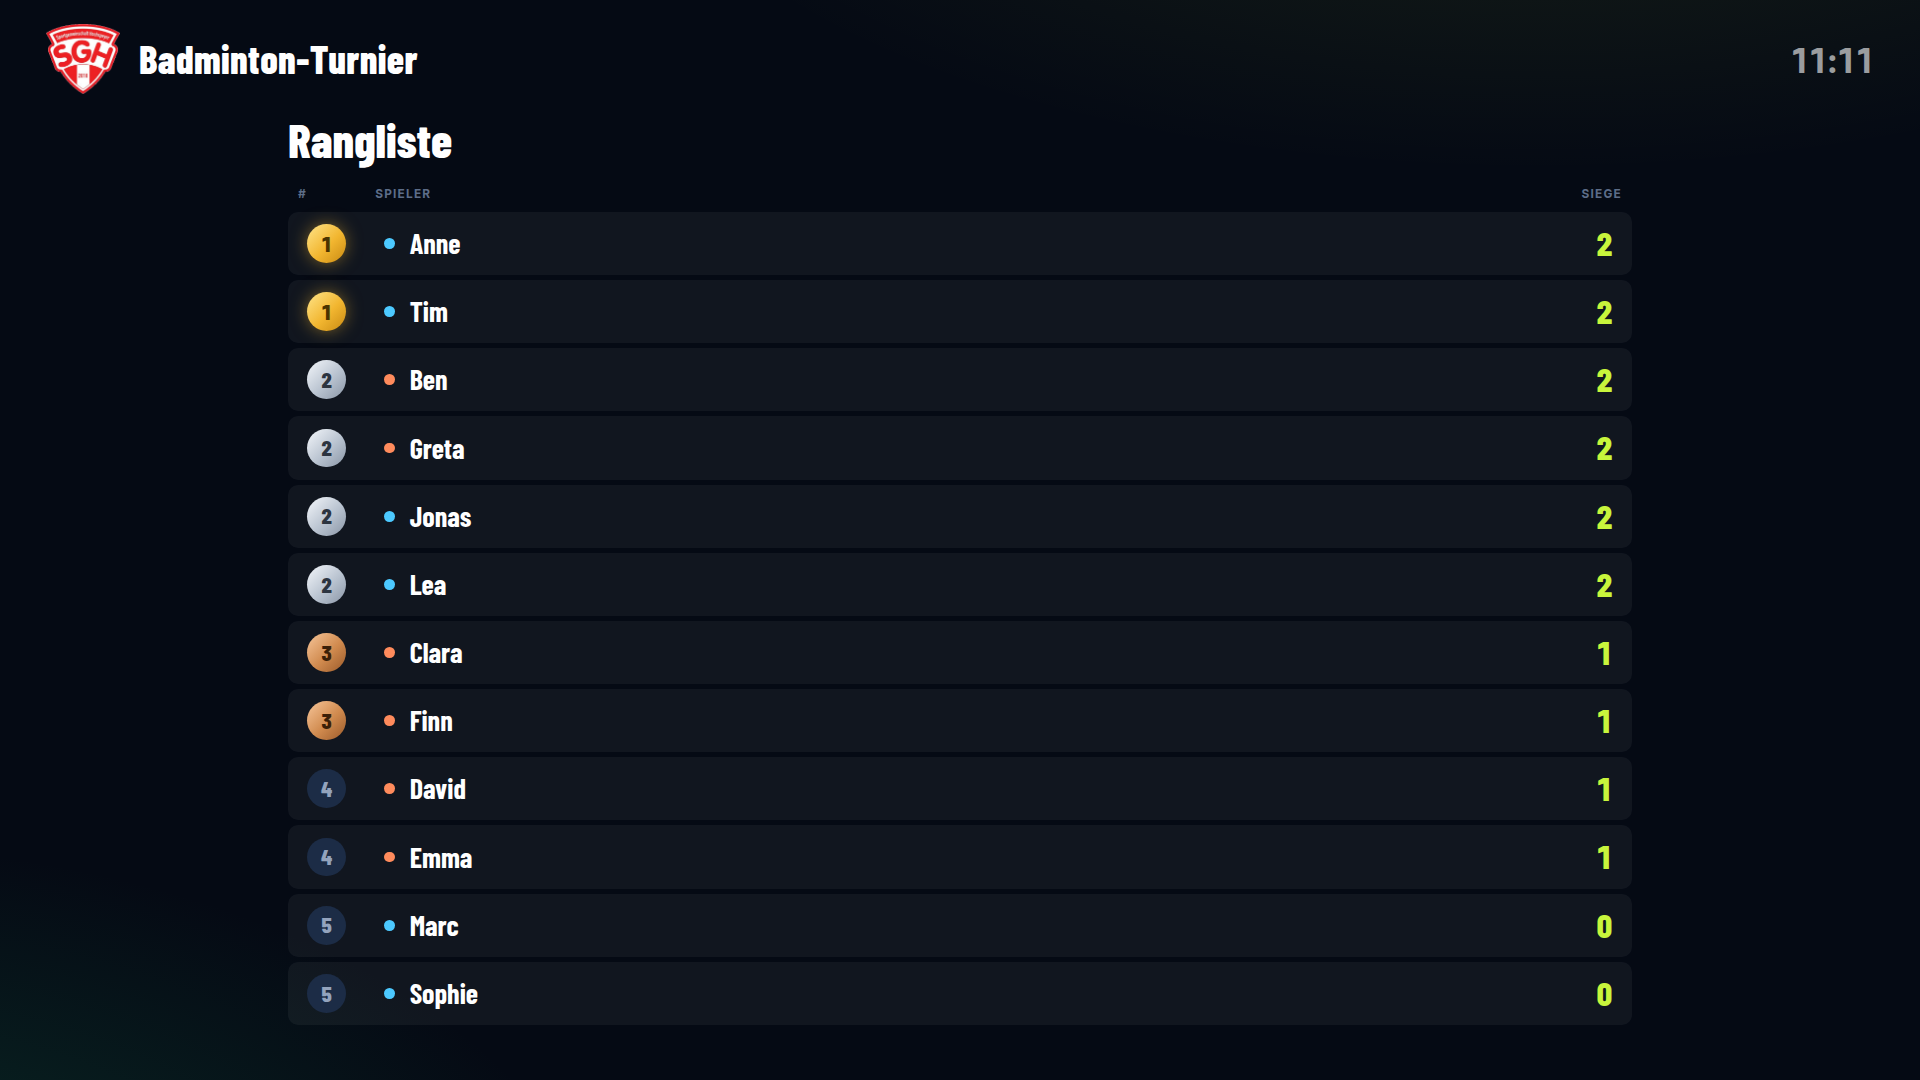 SGH
Badminton-Turnier
11:11
Rangliste
# SPIELER SIEGE
1 Anne 2
1 Tim 2
2 Ben 2
2 Greta 2
2 Jonas 2
2 Lea 2
3 Clara 1
3 Finn 1
4 David 1
4 Emma 1
5 Marc 0
5 Sophie 0